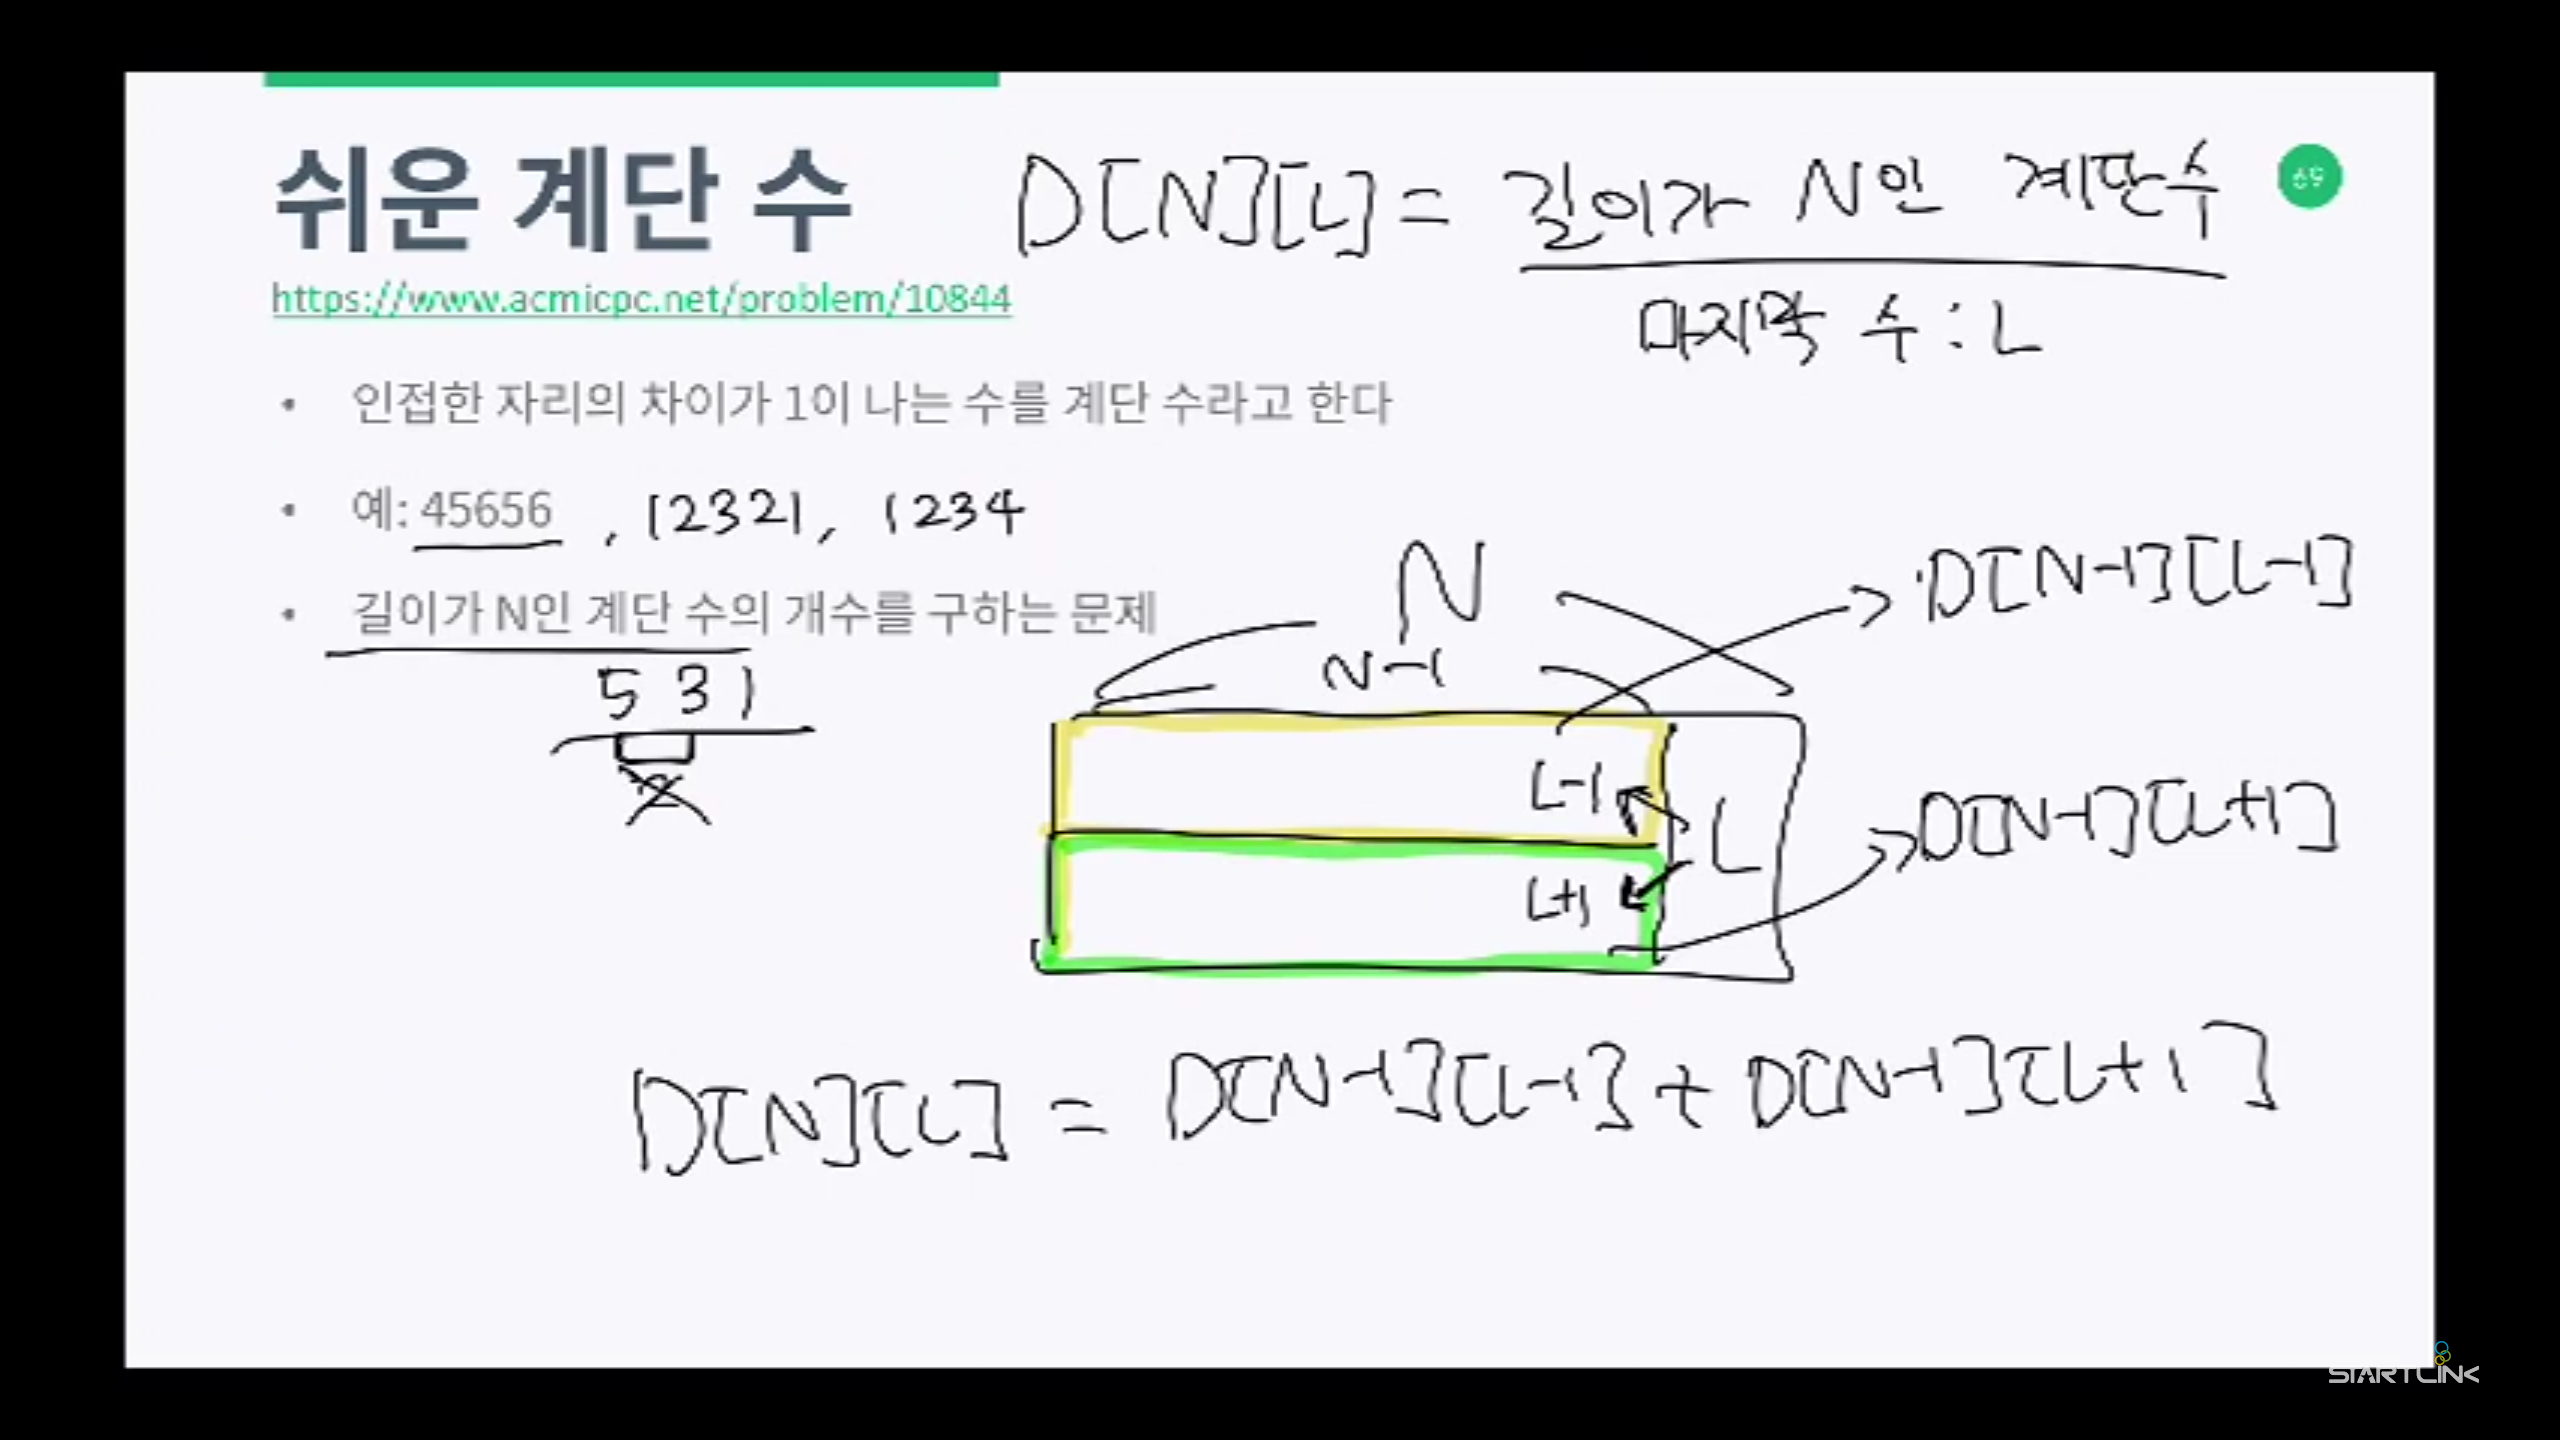 쉬운 계단 수
D[N][L] = 길이가 N인 계단수
마지막 수 : L
69
https://www.acmicpc.net/problem/10844
• 인접한 자리의 차이가 1이 나는 수를 계단 수라고 한다
• 예: 45656 , 12321, 1234
• 길이가 N인 계단 수의 개수를 구하는 문제
5 3 1
2
N
N-1
D[N-1][L-1]
L-1
L
L+1
D[N-1][L+1]
D[N][L] = D[N-1][L-1] + D[N-1][L+1]
STARTLINK